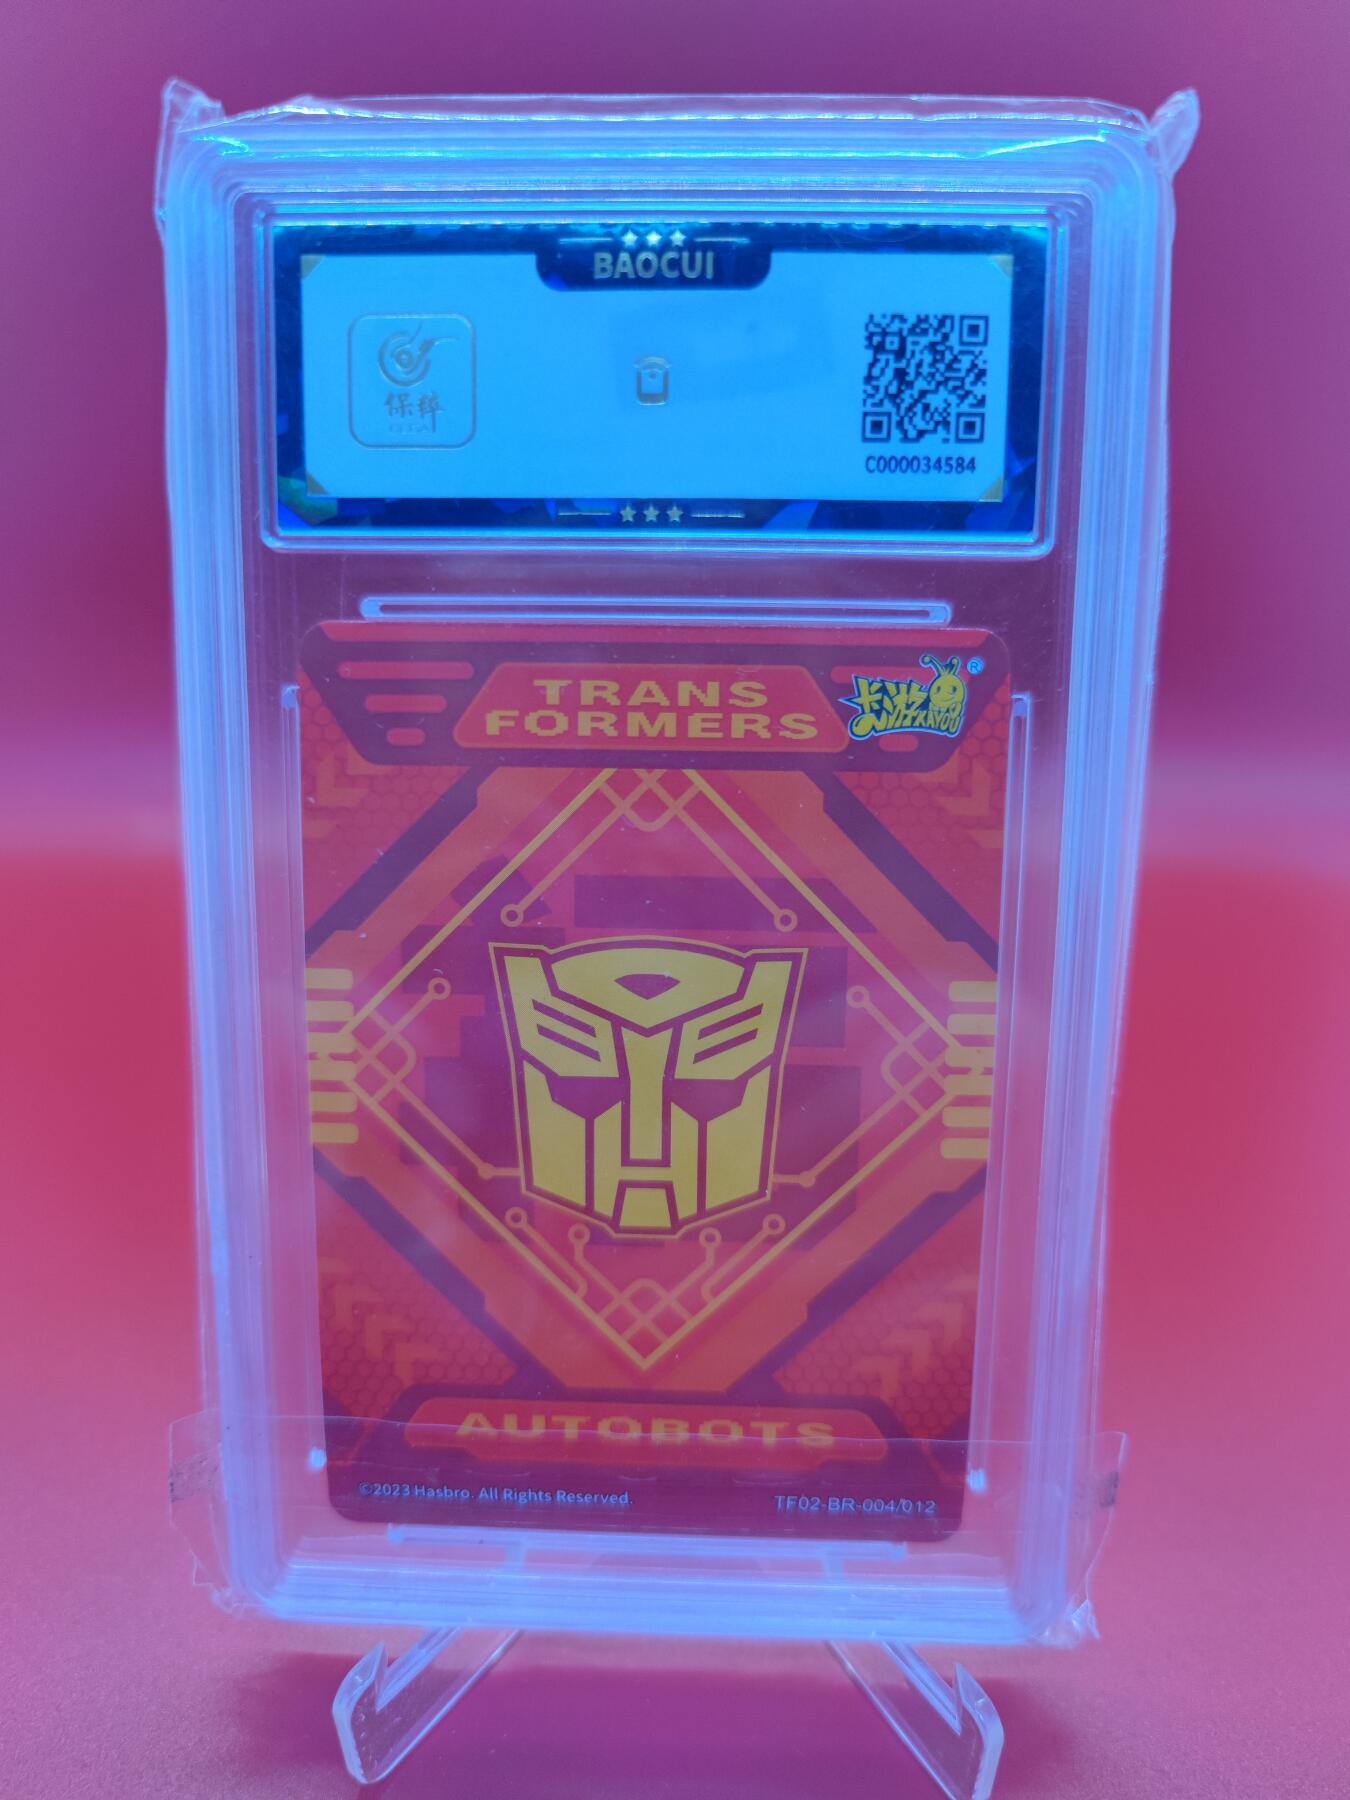 BAOCUI
保粹
C000034584
TRANS
FORMERS
卡游
KAYOU
®
AUTOBOTS
©2023 Hasbro. All Rights Reserved.
TF02-BR-004/012